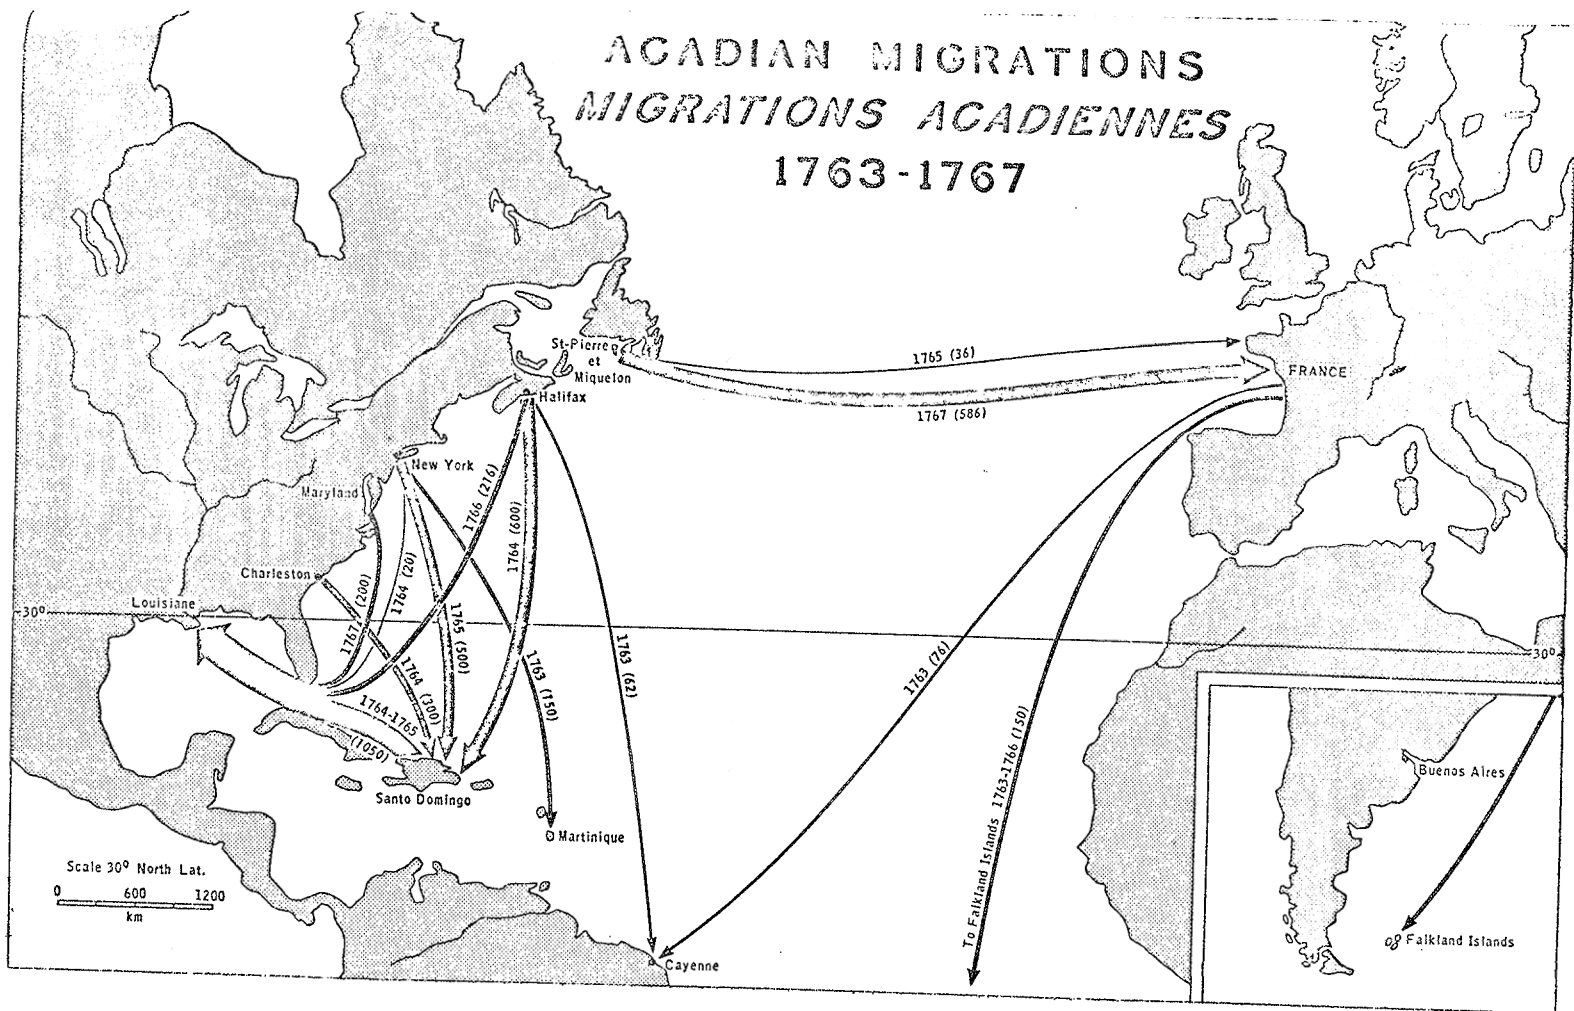 ACADIAN MIGRATIONS
MIGRATIONS ACADIENNES
1763-1767
St-Pierre
et
Miquelon
Halifax
1765 (36)
1767 (586)
FRANCE
New York
Maryland
Charleston
Louisiane
30°
30°
1766 (276)
1764 (600)
1767 (200)
1764 (20)
1765 (500)
1764 (300)
1763 (150)
1763 (62)
1763 (76)
1764-1765
(1050)
To Falkland Islands 1763-1766 (150)
Santo Domingo
Martinique
Cayenne
Buenos Aires
Falkland Islands
Scale 30° North Lat.
0 600 1200
km